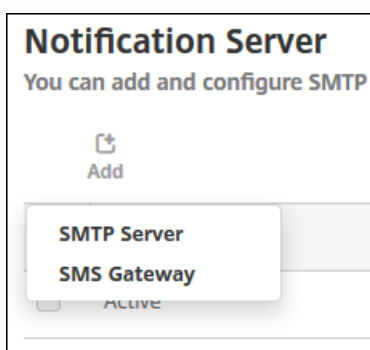 Notification Server
You can add and configure SMTP
Add
SMTP Server
SMS Gateway
Active